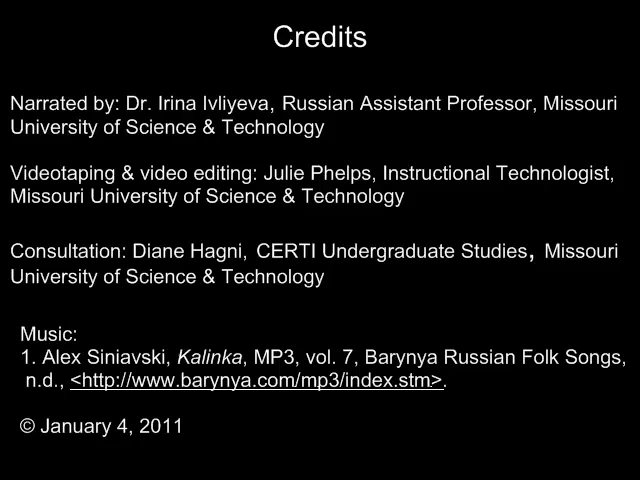 Credits
Narrated by: Dr. Irina Ivliyeva, Russian Assistant Professor, Missouri
University of Science & Technology
Videotaping & video editing: Julie Phelps, Instructional Technologist,
Missouri University of Science & Technology
Consultation: Diane Hagni, CERTI Undergraduate Studies, Missouri
University of Science & Technology
Music:
1. Alex Siniavski, Kalinka, MP3, vol. 7, Barynya Russian Folk Songs,
n.d., <http://www.barynya.com/mp3/index.stm>.
© January 4, 2011